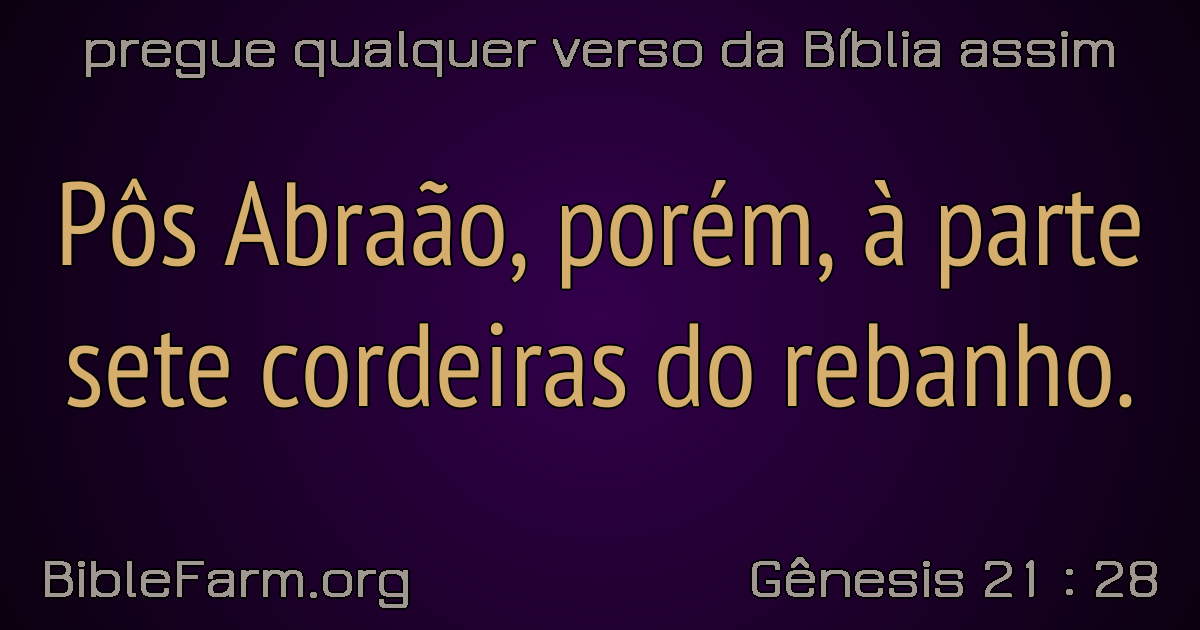 pregue qualquer verso da Bíblia assim
Pôs Abraão, porém, à parte
sete cordeiras do rebanho.
BibleFarm.org
Gênesis 21 : 28